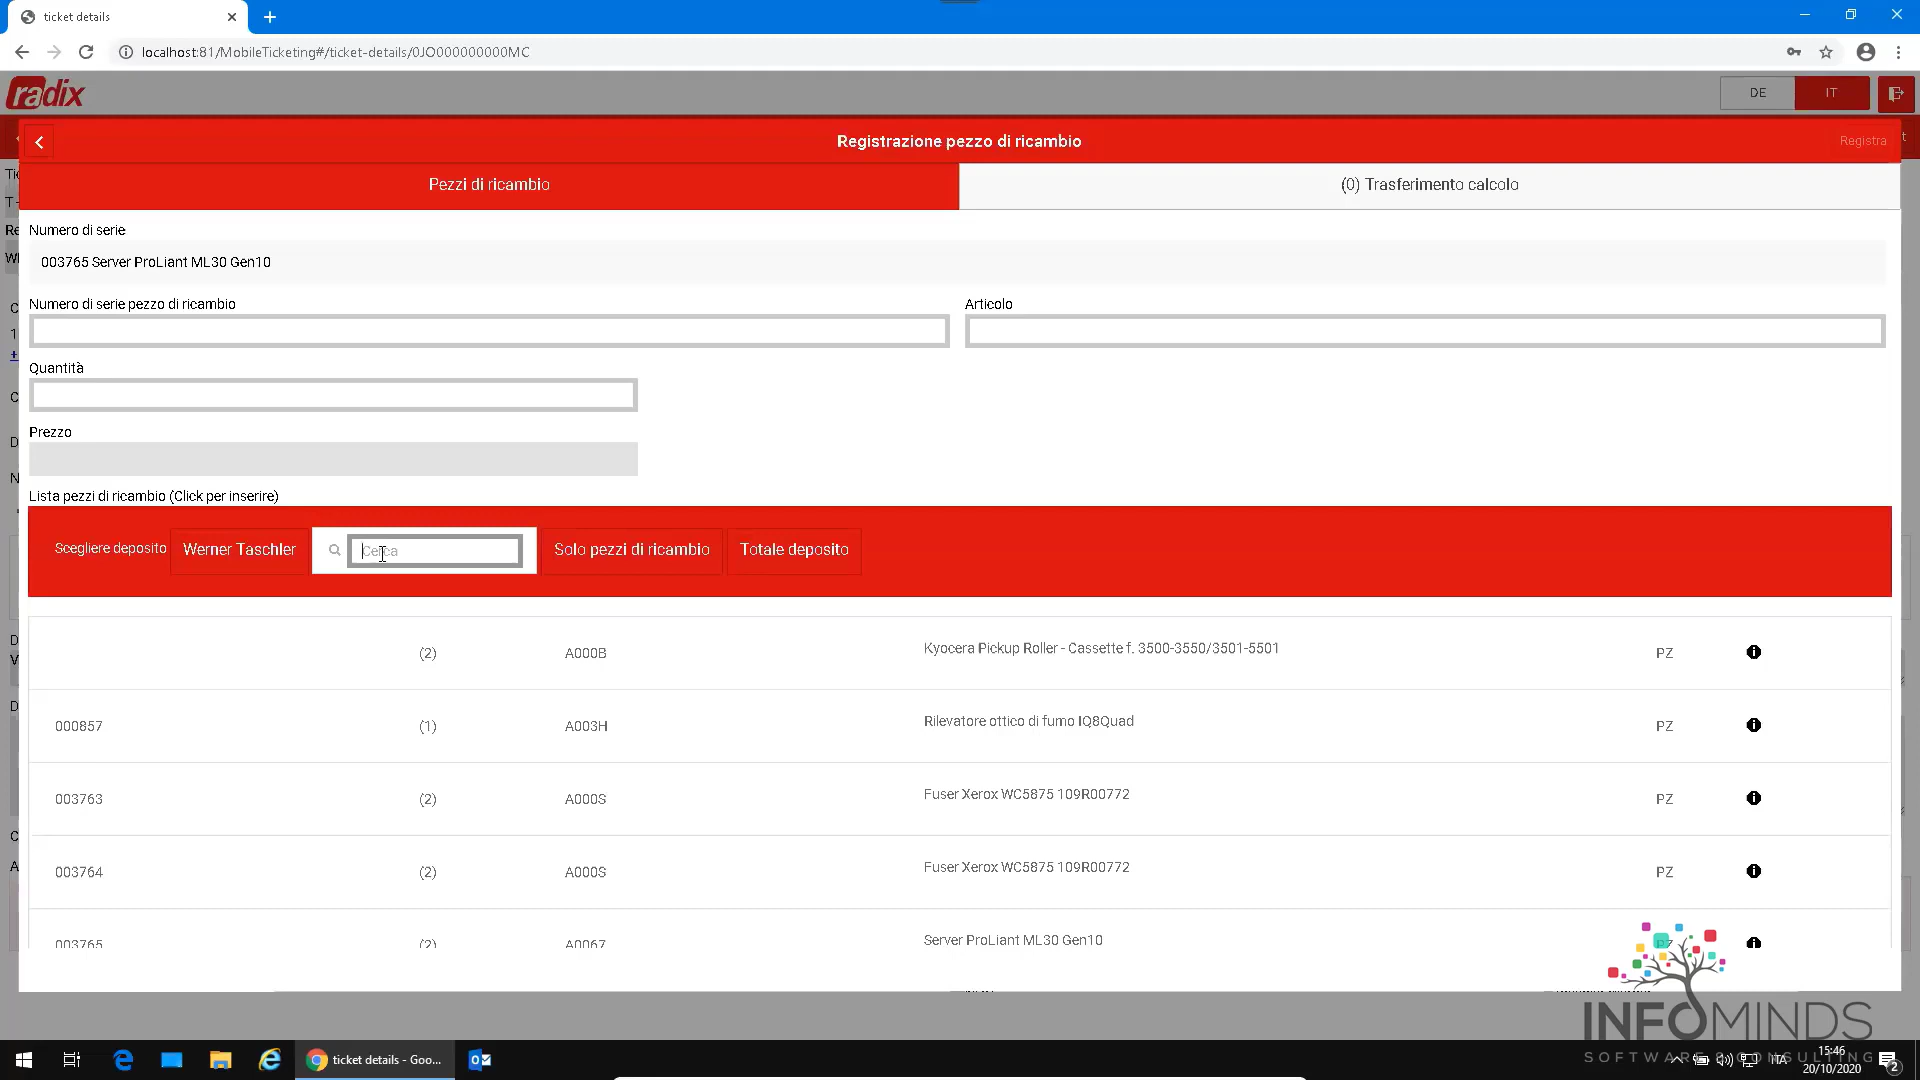 ticket details
localhost:81/MobileTicketing#/ticket-details/0JO000000000MC
radix
DE
IT
Registrazione pezzo di ricambio
Registra
Pezzi di ricambio
(0) Trasferimento calcolo
Numero di serie
003765 Server ProLiant ML30 Gen10
Numero di serie pezzo di ricambio
Articolo
Quantità
Prezzo
Lista pezzi di ricambio (Click per inserire)
Scegliere deposito
Werner Taschler
Cerca
Solo pezzi di ricambio
Totale deposito
(2) A000B Kyocera Pickup Roller - Cassette f. 3500-3550/3501-5501 PZ
000857 (1) A003H Rilevatore ottico di fumo IQ8Quad PZ
003763 (2) A000S Fuser Xerox WC5875 109R00772 PZ
003764 (2) A000S Fuser Xerox WC5875 109R00772 PZ
003765 (2) A0067 Server ProLiant ML30 Gen10 PZ
INFOMINDS
SOFTWARE & CONSULTING
ticket details - Goo...
ITA
15:46
20/10/2020
2